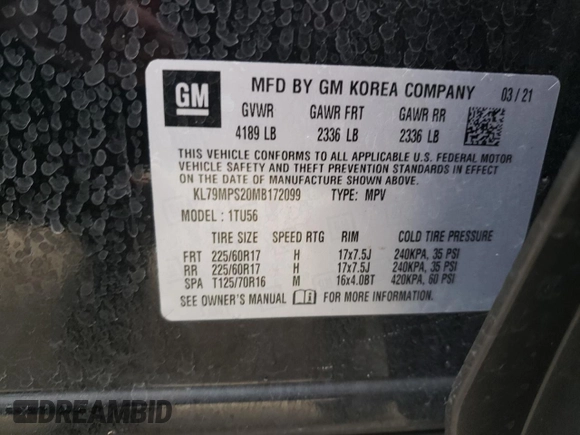 GM
MFD BY GM KOREA COMPANY 03 / 21
GVWR GAWR FRT GAWR RR
4189 LB 2336 LB 2336 LB
THIS VEHICLE CONFORMS TO ALL APPLICABLE U.S. FEDERAL MOTOR
VEHICLE SAFETY AND THEFT PREVENTION STANDARDS IN EFFECT
ON THE DATE OF MANUFACTURE SHOWN ABOVE.
KL79MPS20MB172099 TYPE: MPV
MODEL: 1TU56
TIRE SIZE SPEED RTG RIM COLD TIRE PRESSURE
FRT 225/60R17 H 17x7.5J 240KPA, 35 PSI
RR 225/60R17 H 17x7.5J 240KPA, 35 PSI
SPA T125/70R16 M 16x4.0BT 420KPA, 60 PSI
SEE OWNER'S MANUAL FOR MORE INFORMATION.
DREAMBID